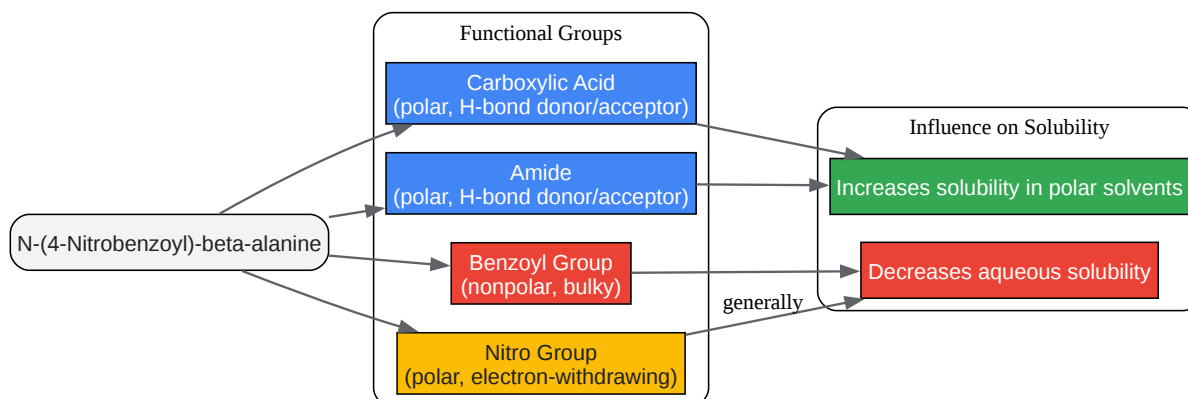 N-(4-Nitrobenzoyl)-beta-alanine
Functional Groups
Carboxylic Acid
(polar, H-bond donor/acceptor)
Amide
(polar, H-bond donor/acceptor)
Benzoyl Group
(nonpolar, bulky)
Nitro Group
(polar, electron-withdrawing)
generally
Influence on Solubility
Increases solubility in polar solvents
Decreases aqueous solubility